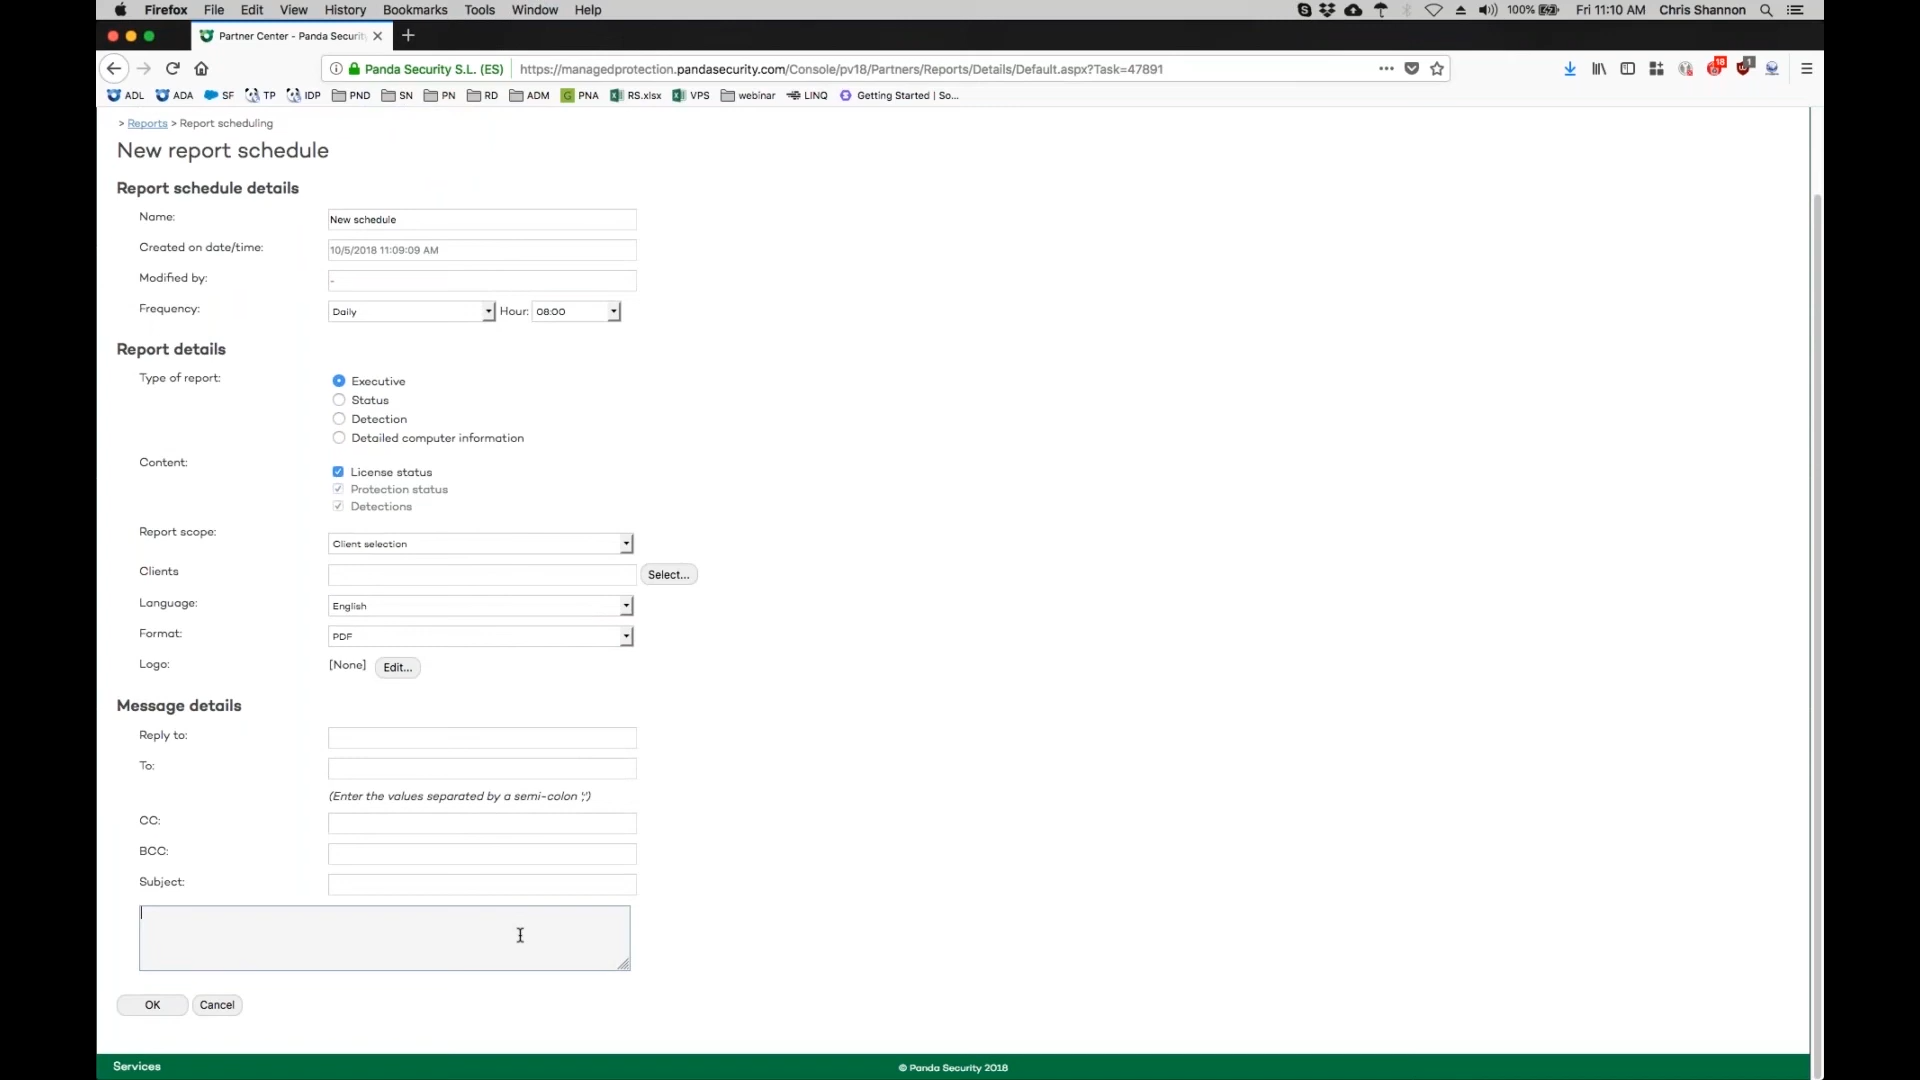 Firefox File Edit View History Bookmarks Tools Window Help 100% Fri 11:10 AM Chris Shannon
Partner Center - Panda Securit
Panda Security S.L. (ES) https://managedprotection.pandasecurity.com/Console/pv18/Partners/Reports/Details/Default.aspx?Task=47891 18 1
ADL ADA SF TP IDP PND SN PN RD ADM PNA RS.xlsx VPS webinar LINQ Getting Started | So...
> Reports > Report scheduling
New report schedule
Report schedule details
Name: New schedule
Created on date/time: 10/5/2018 11:09:09 AM
Modified by: -
Frequency: Daily Hour: 08:00
Report details
Type of report: Executive
Status
Detection
Detailed computer information
Content: License status
Protection status
Detections
Report scope: Client selection
Clients Select...
Language: English
Format: PDF
Logo: [None] Edit...
Message details
Reply to:
To:
(Enter the values separated by a semi-colon ';')
CC:
BCC:
Subject:
OK Cancel
Services © Panda Security 2018